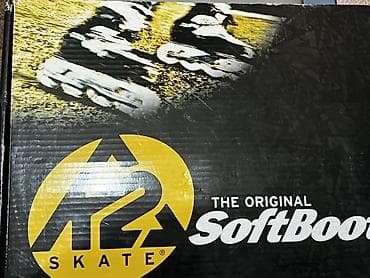 K2
SKATE®
THE ORIGINAL
SoftBoot